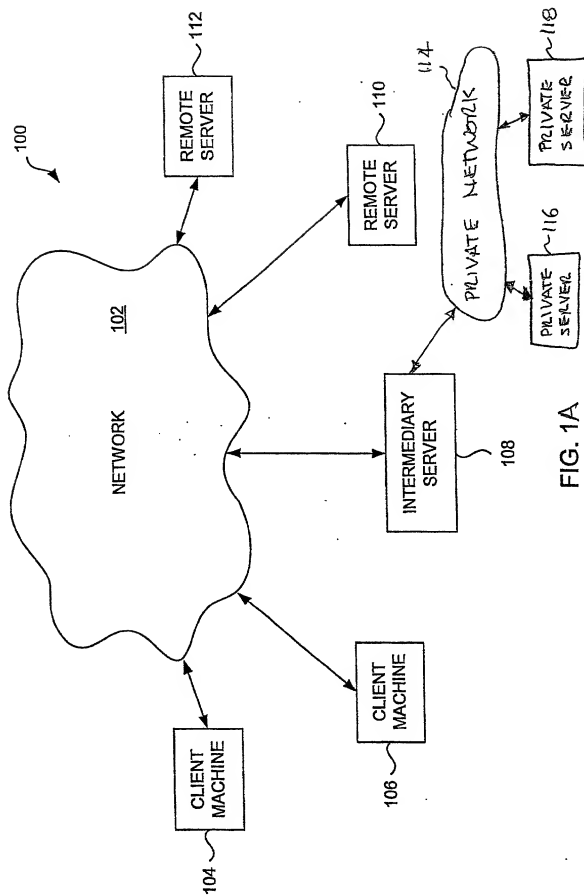 100
112
REMOTE
SERVER
110
REMOTE
SERVER
102
NETWORK
114
PRIVATE NETWORK
118
PRIVATE
SERVER
116
PRIVATE
SERVER
INTERMEDIARY
SERVER
108
CLIENT
MACHINE
106
CLIENT
MACHINE
104
FIG. 1A